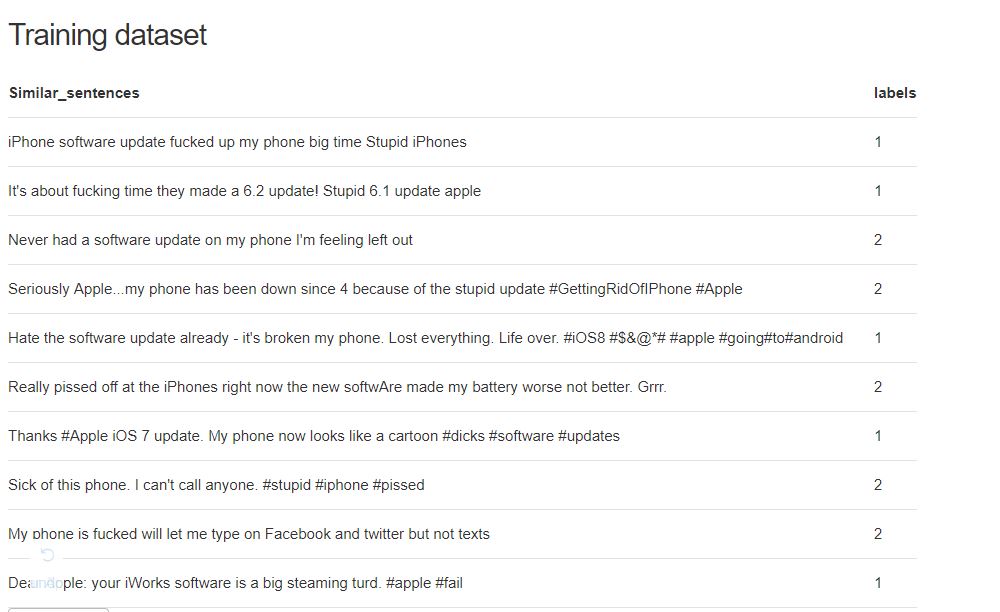 Training dataset
Similar_sentences labels
iPhone software update fucked up my phone big time Stupid iPhones 1
It's about fucking time they made a 6.2 update! Stupid 6.1 update apple 1
Never had a software update on my phone I'm feeling left out 2
Seriously Apple...my phone has been down since 4 because of the stupid update #GettingRidOfIPhone #Apple 2
Hate the software update already - it's broken my phone. Lost everything. Life over. #iOS8 #$&@*# #apple #going#to#android 1
Really pissed off at the iPhones right now the new softwAre made my battery worse not better. Grrr. 2
Thanks #Apple iOS 7 update. My phone now looks like a cartoon #dicks #software #updates 1
Sick of this phone. I can't call anyone. #stupid #iphone #pissed 2
My phone is fucked will let me type on Facebook and twitter but not texts 2
undo your iWorks software is a big steaming turd. #apple #fail 1